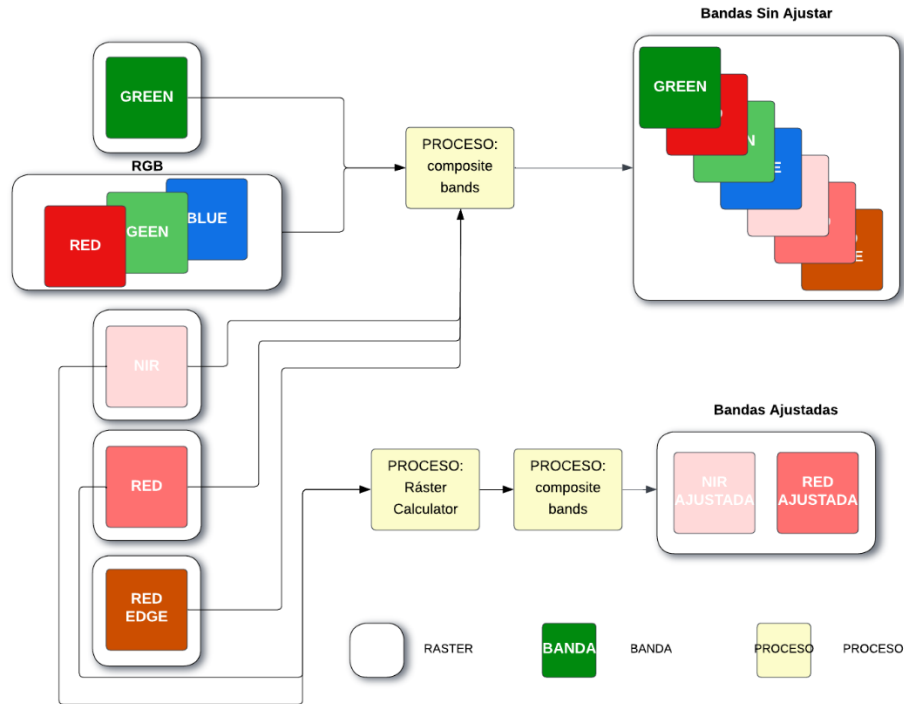 Bandas Sin Ajustar
GREEN
RGB
RED
GEEN
BLUE
PROCESO:
composite
bands
GREEN
NIR
RED
RED
EDGE
PROCESO:
Ráster
Calculator
PROCESO:
composite
bands
Bandas Ajustadas
NIR
AJUSTADA
RED
AJUSTADA
RASTER
BANDA
BANDA
PROCESO
PROCESO